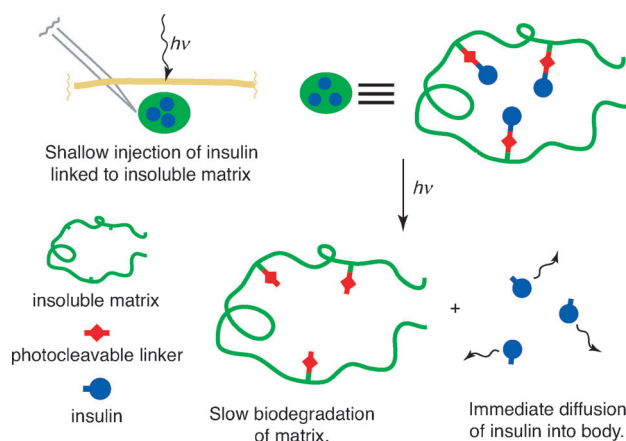 hν
Shallow injection of insulin
linked to insoluble matrix
hν
insoluble matrix
photocleavable linker
insulin
+
Slow biodegradation
of matrix.
Immediate diffusion
of insulin into body.